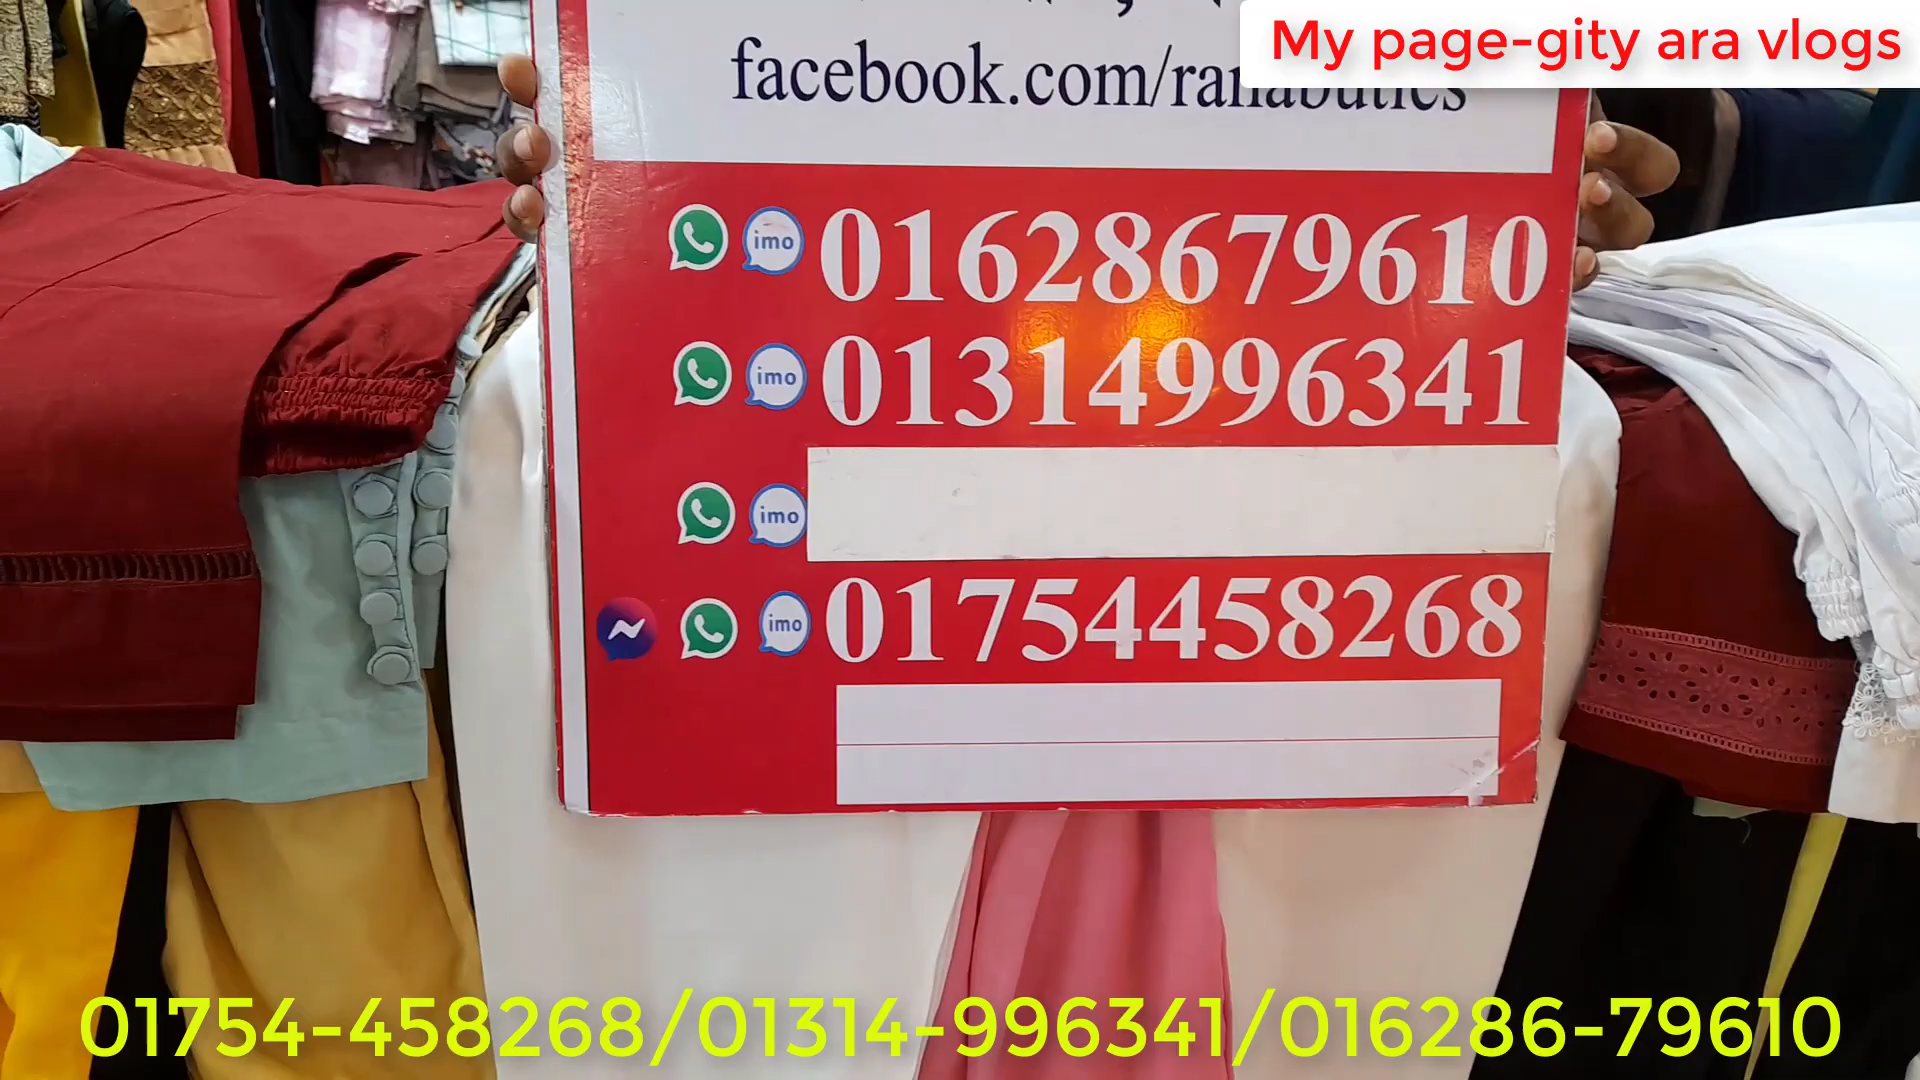 My page-gity ara vlogs
facebook.com/ranabutics
imo 01628679610
imo 01314996341
imo
imo 01754458268
01754-458268/01314-996341/016286-79610